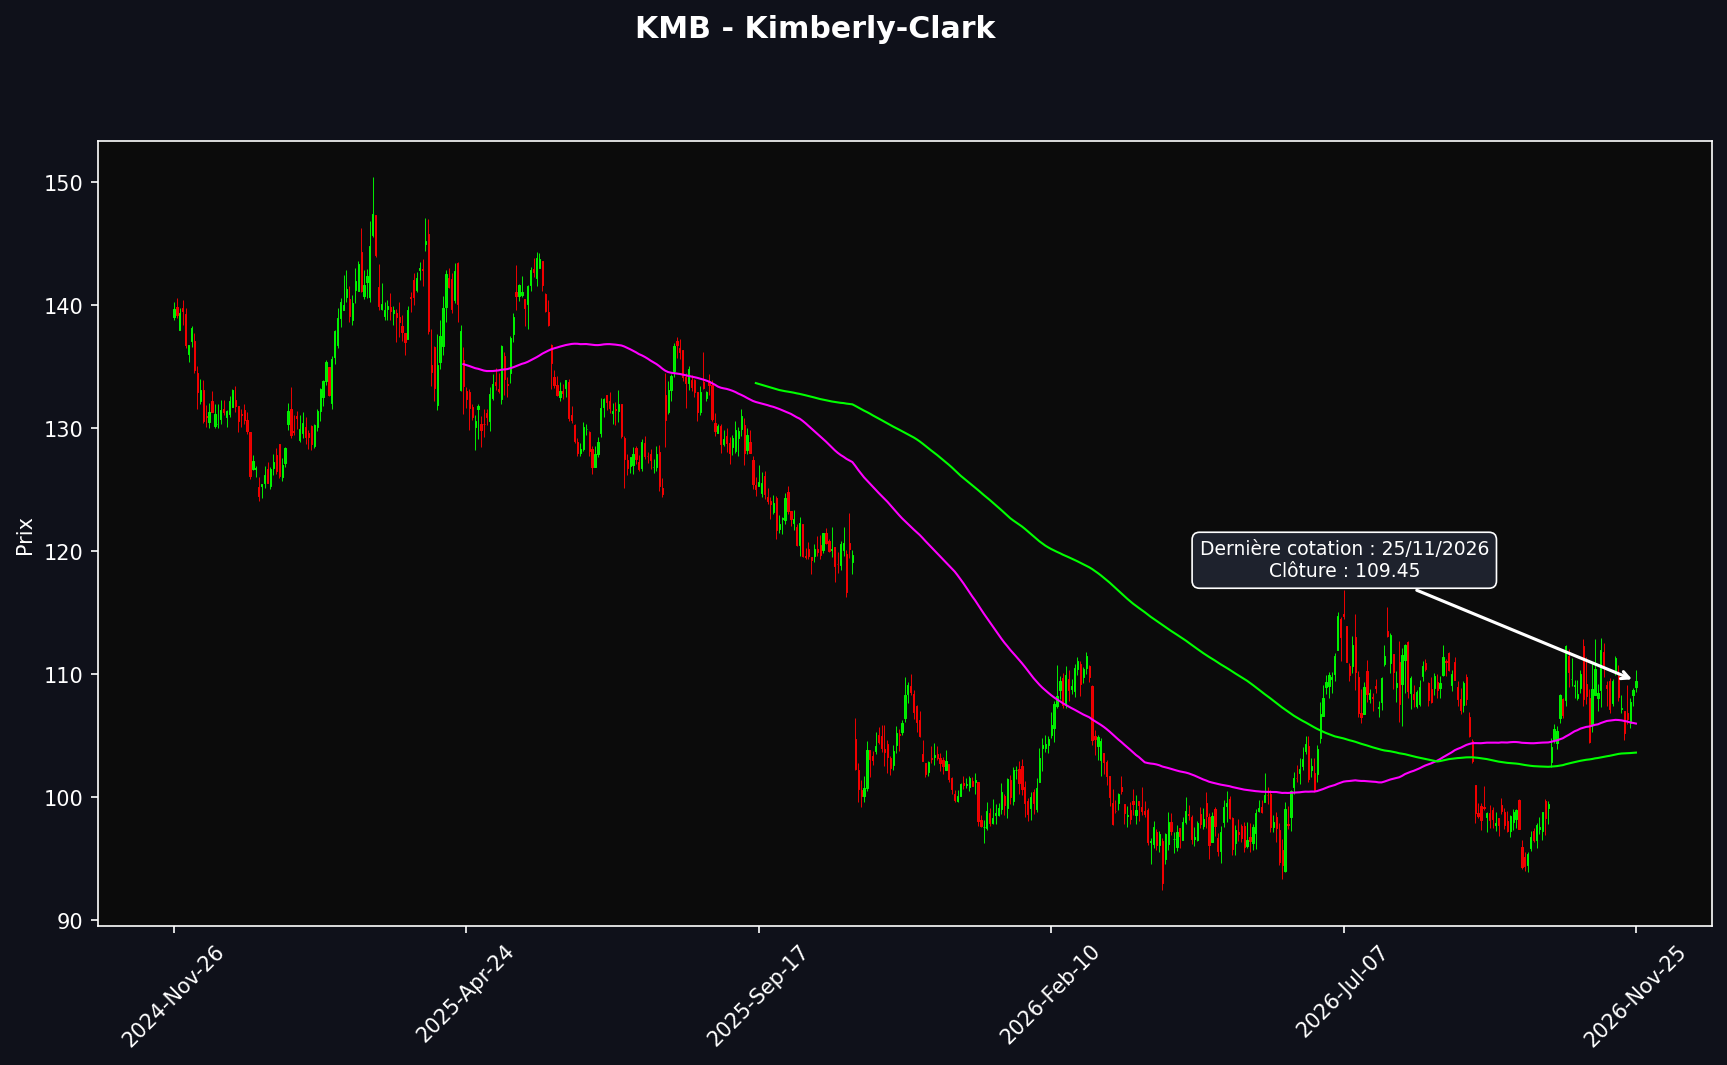 KMB - Kimberly-Clark
Prix
150
140
130
120
110
100
90
Dernière cotation : 25/11/2026
Clôture : 109.45
2024-Nov-26
2025-Apr-24
2025-Sep-17
2026-Feb-10
2026-Jul-07
2026-Nov-25